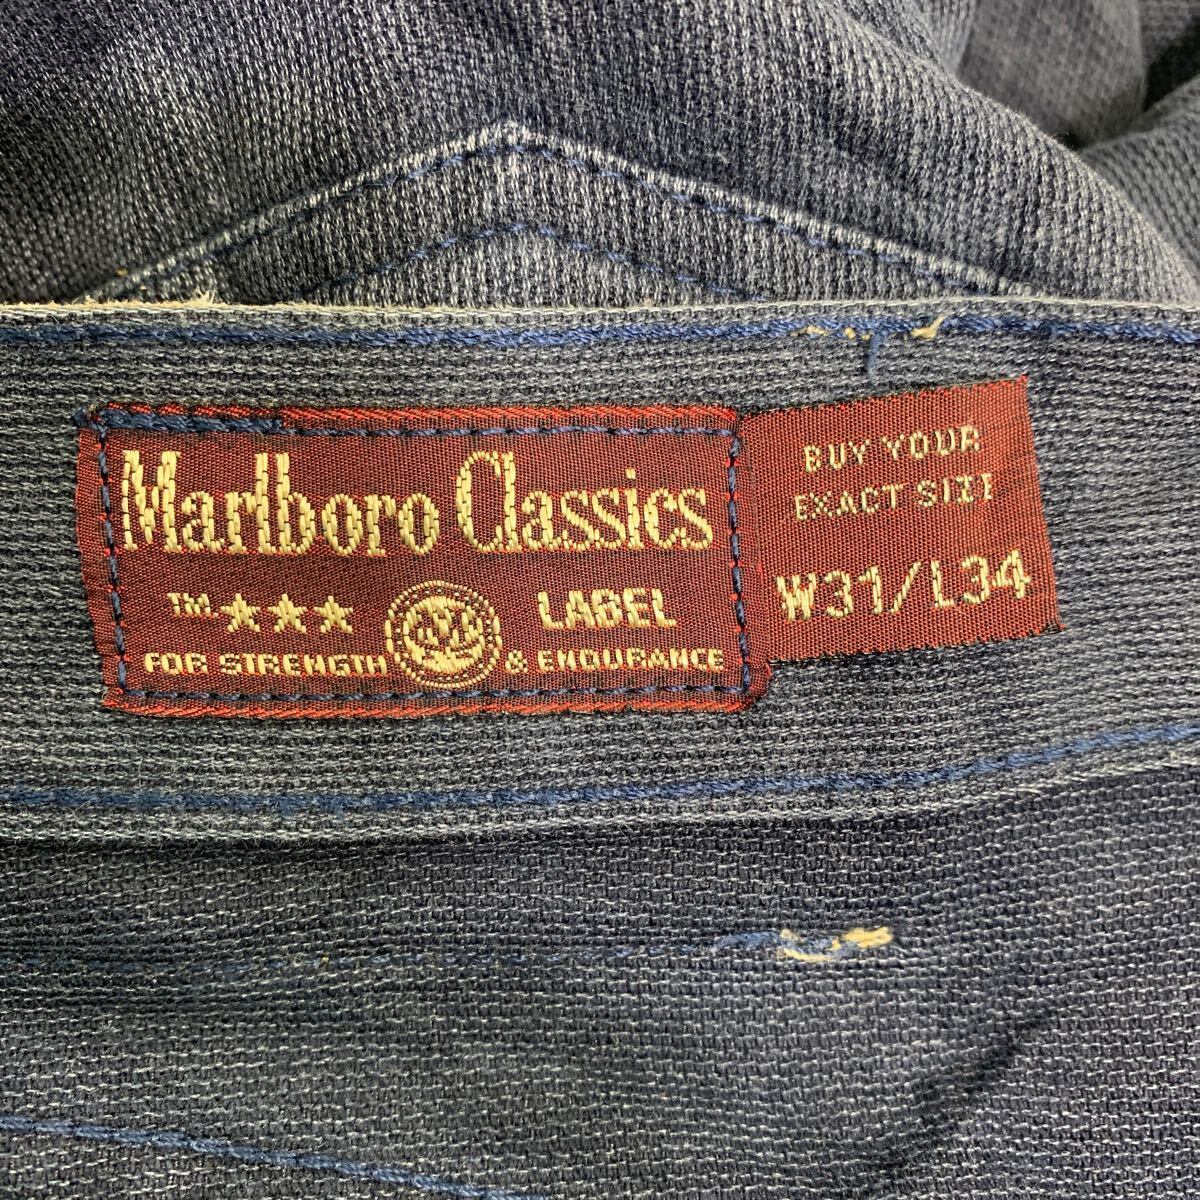 Marlboro Classics
TM ★★★ LABEL
FOR STRENGTH & ENDURANCE
BUY YOUR
EXACT SIZE
W31/L34